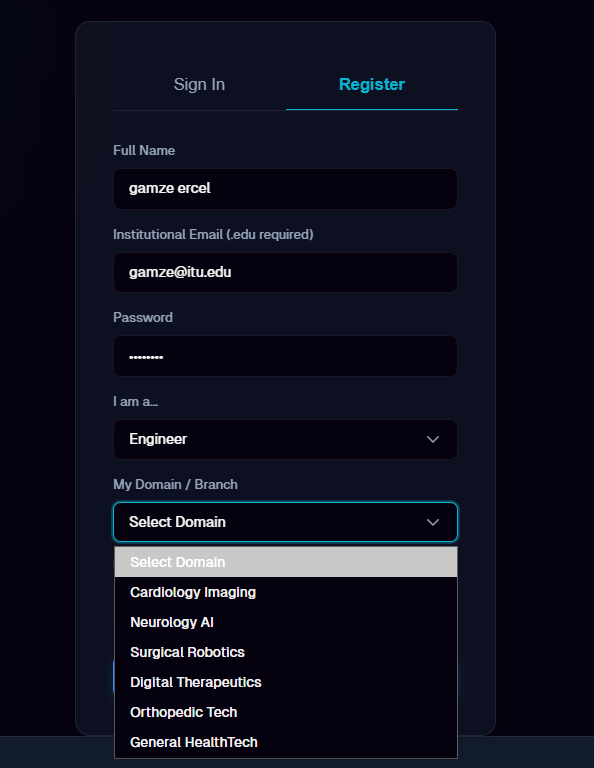 Sign In
Register
Full Name
gamze ercel
Institutional Email (.edu required)
gamze@itu.edu
Password
••••••••
I am a...
Engineer
My Domain / Branch
Select Domain
Select Domain
Cardiology Imaging
Neurology AI
Surgical Robotics
Digital Therapeutics
Orthopedic Tech
General HealthTech